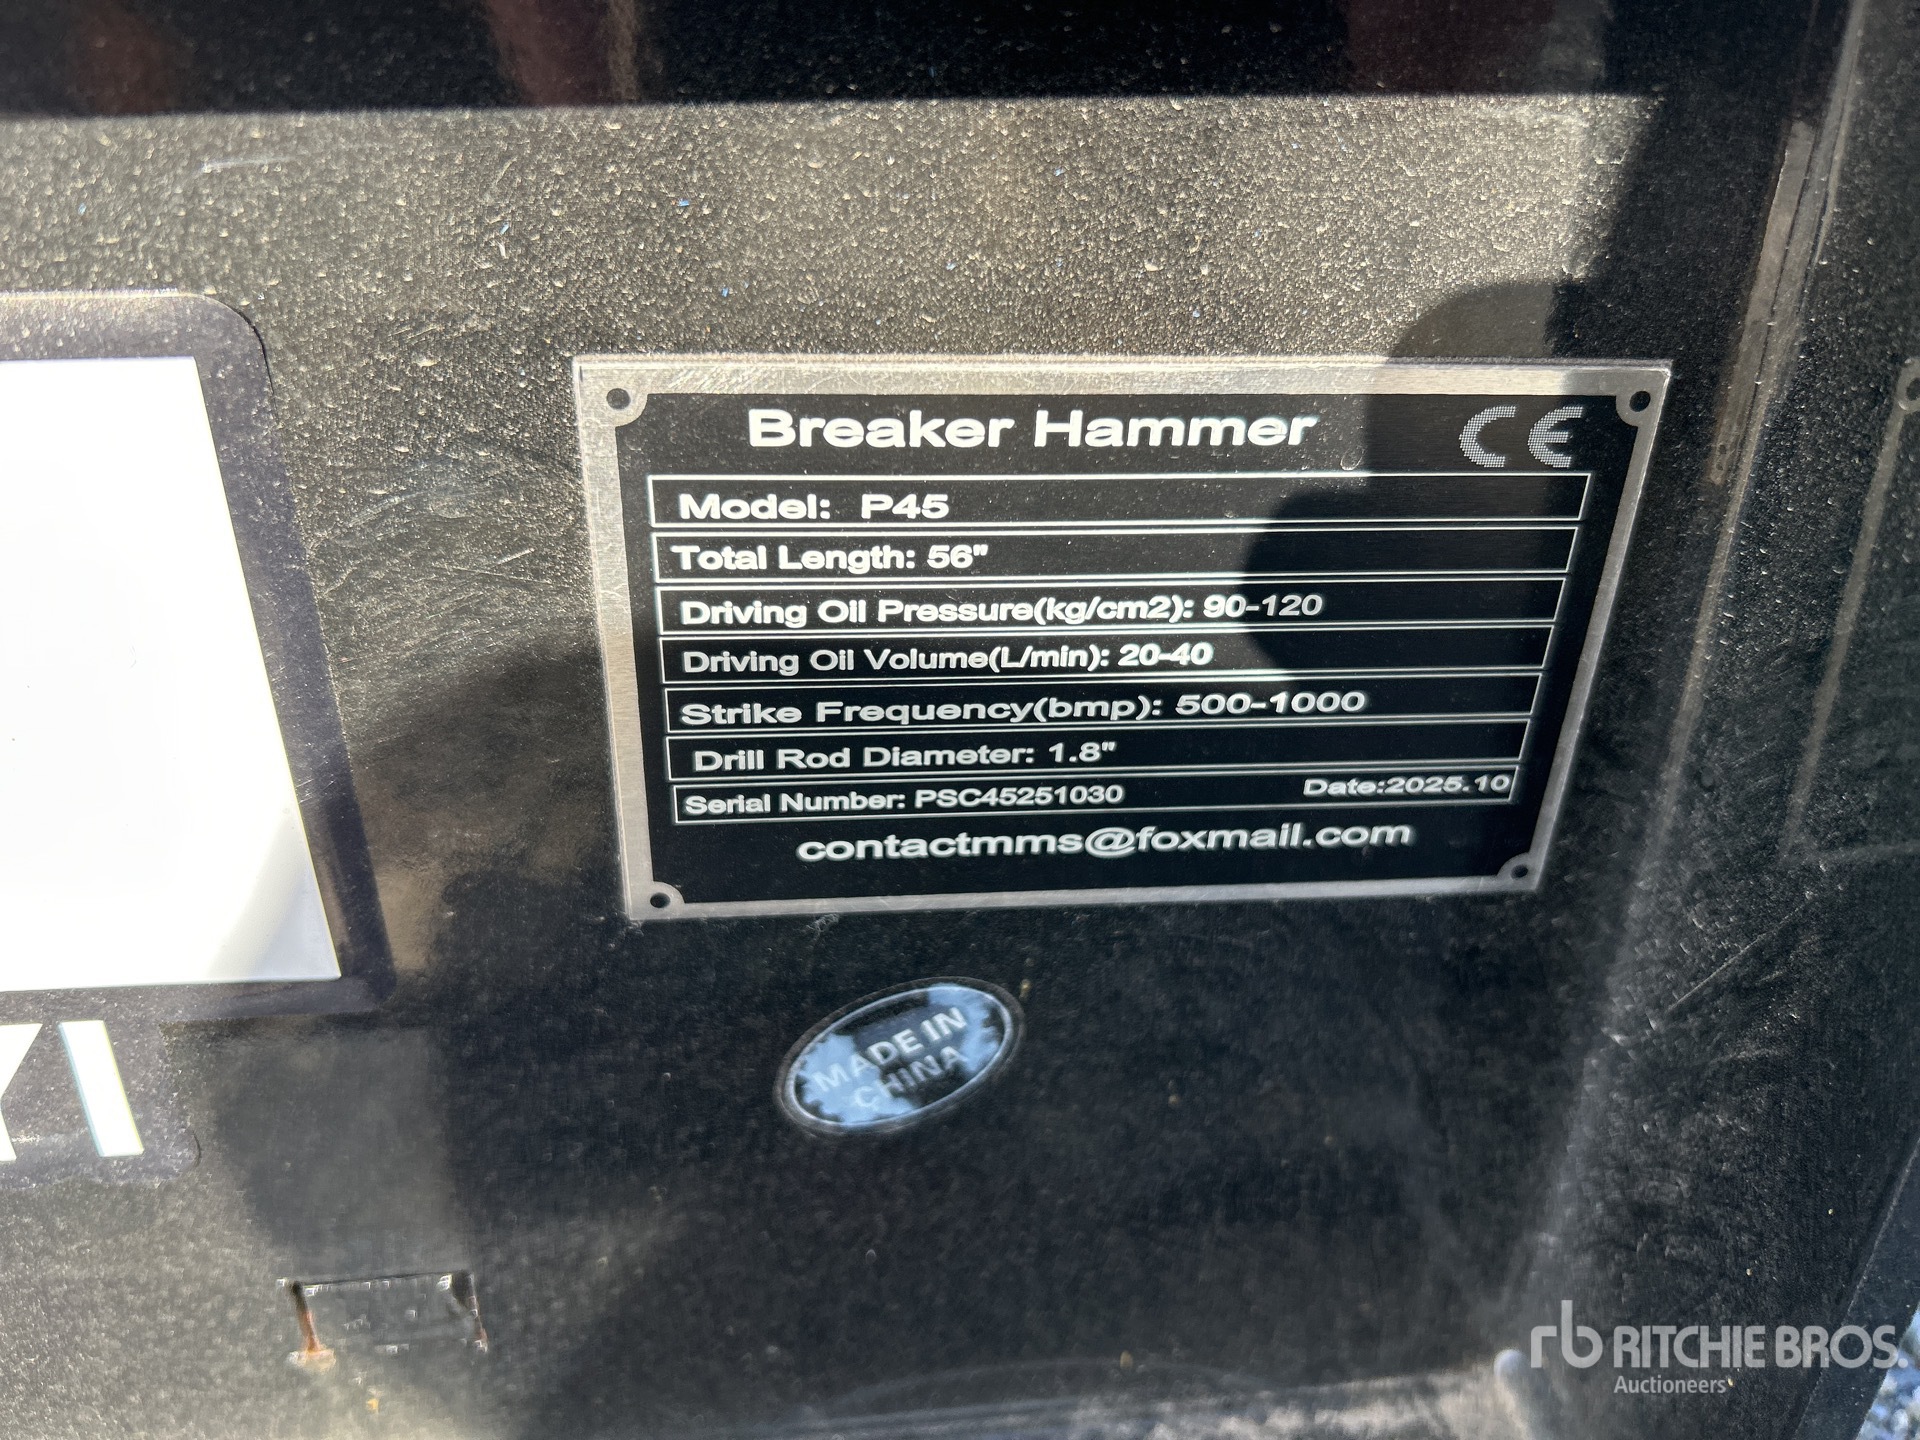 Breaker Hammer CE
Model: P45
Total Length: 56"
Driving Oil Pressure(kg/cm2): 90-120
Driving Oil Volume(L/min): 20-40
Strike Frequency(bmp): 500-1000
Drill Rod Diameter: 1.8"
Serial Number: PSC45251030 Date:2025.10
contactmms@foxmail.com
MADE IN
CHINA
rb RITCHIE BROS.
Auctioneers